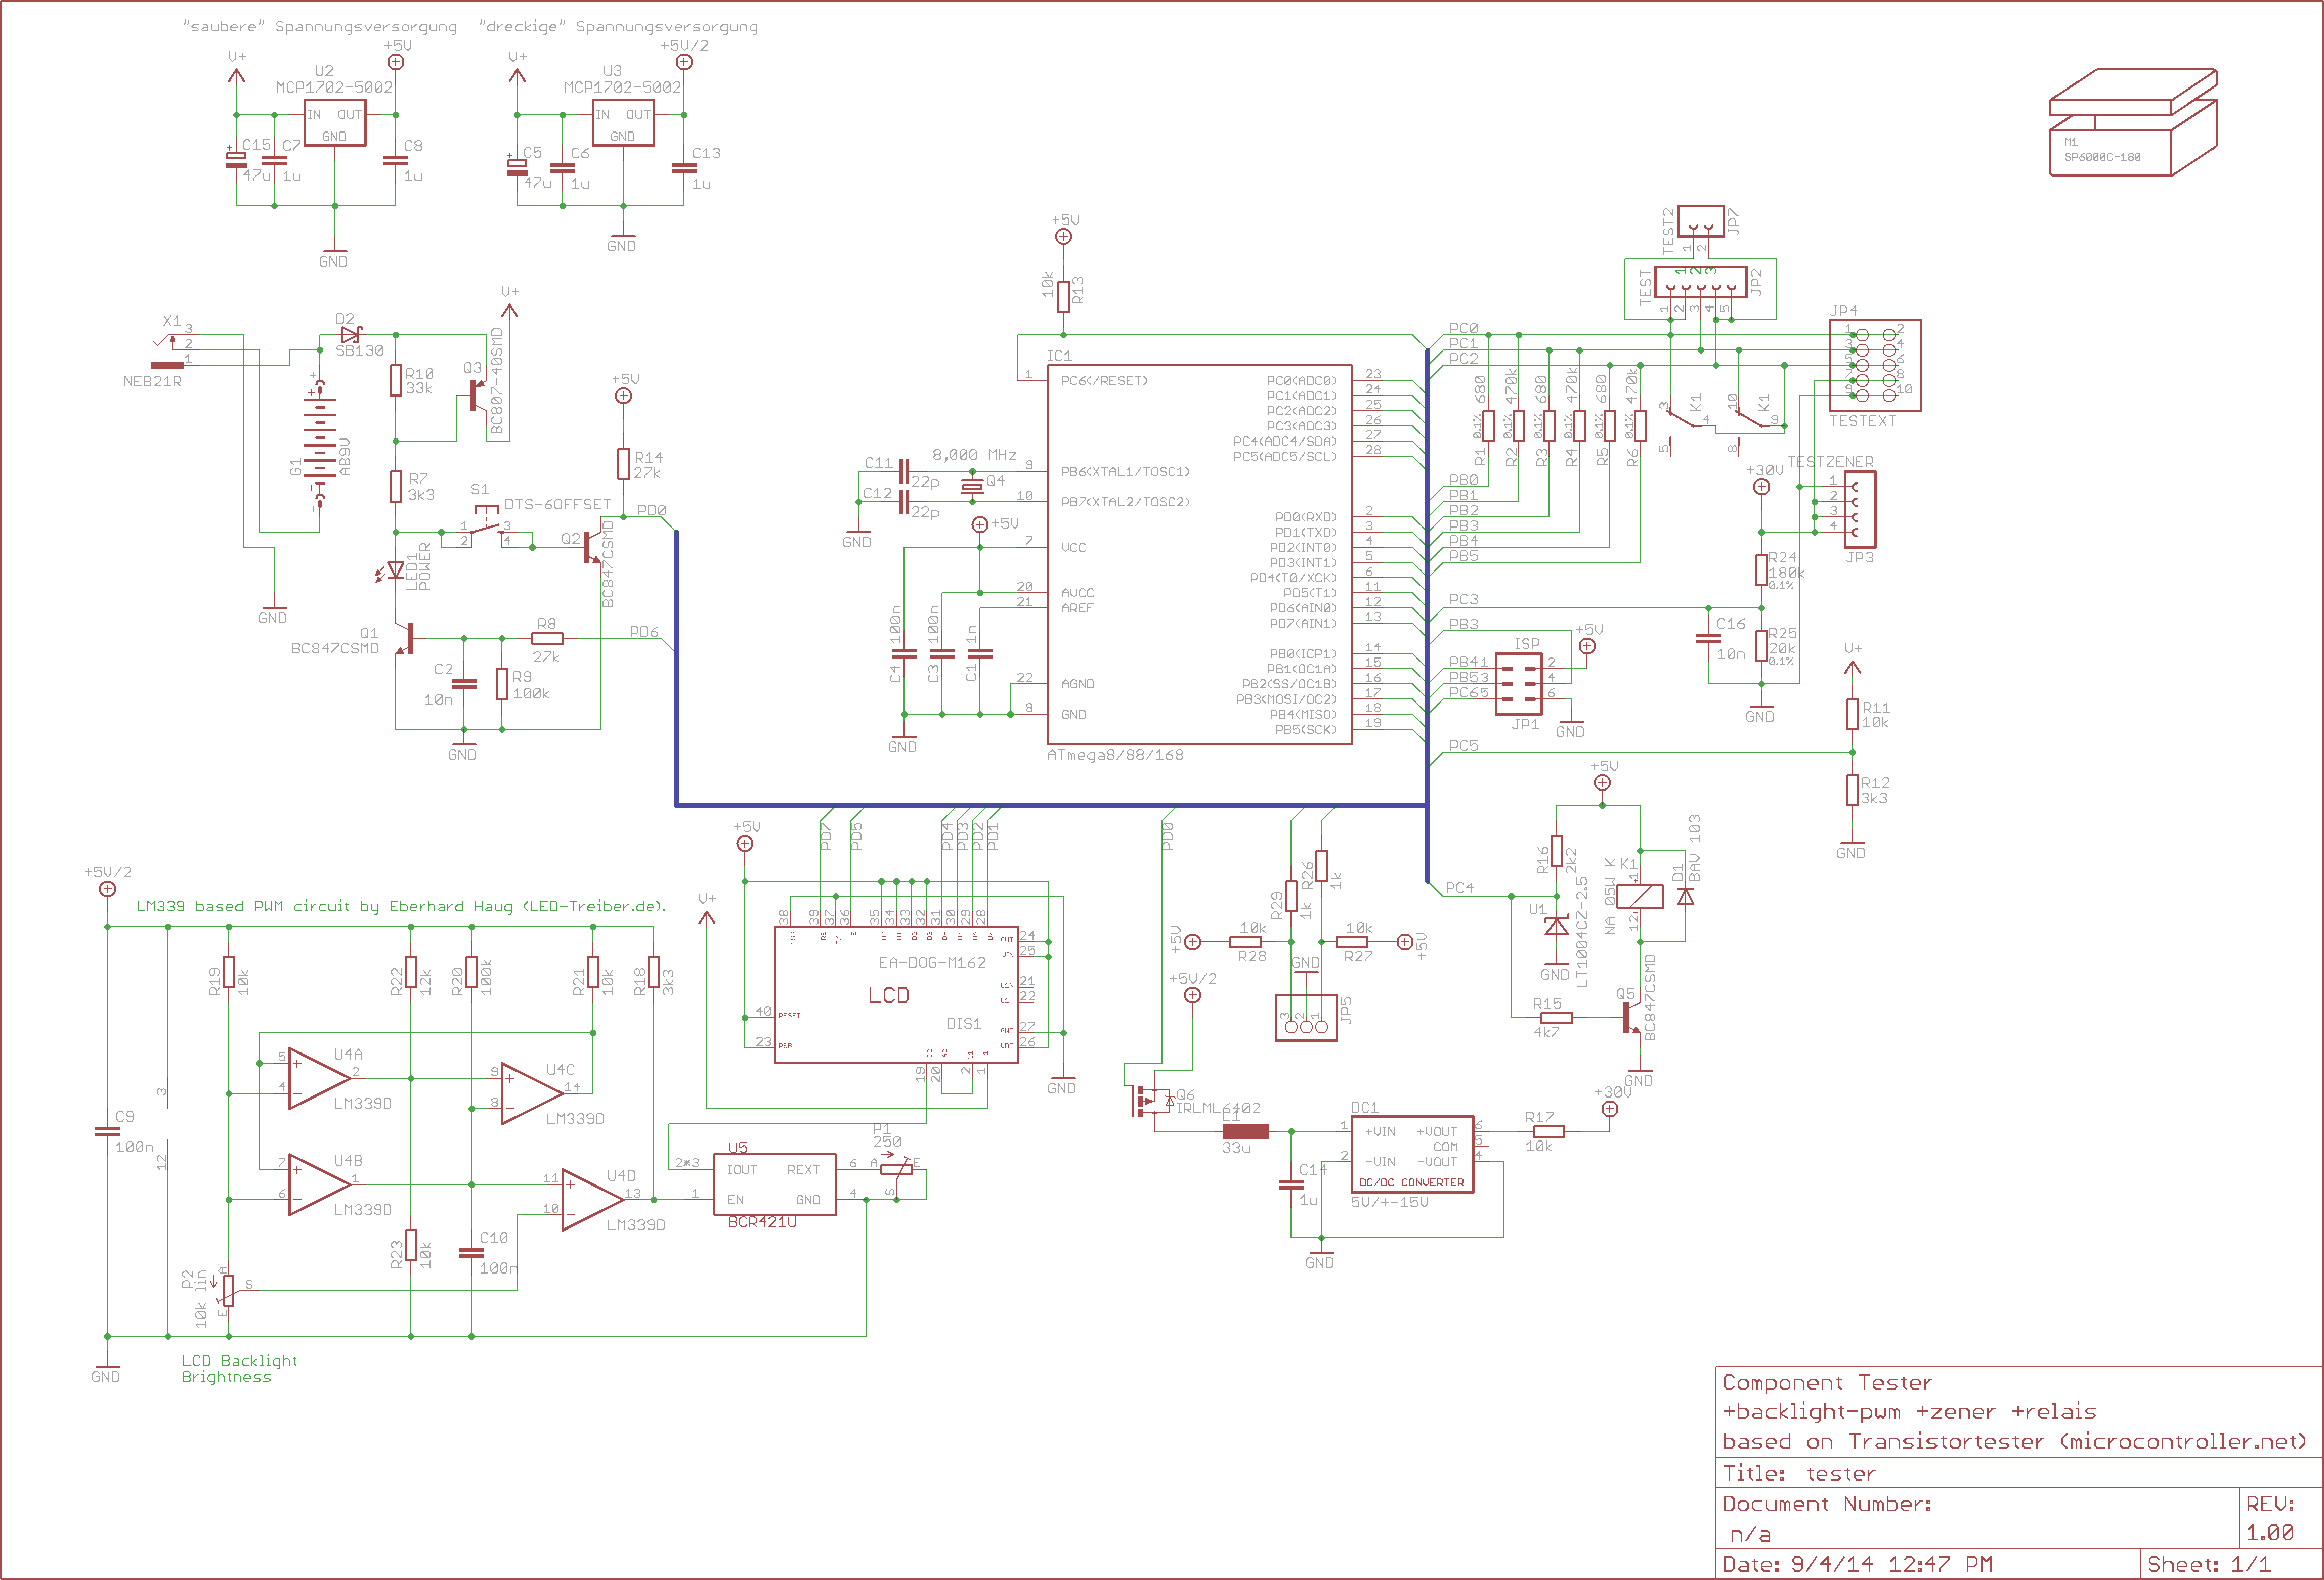 "saubere" Spannungsversorgung
"dreckige" Spannungsversorgung
V+
+5V
U2
MCP1702-5002
IN OUT
GND
C15
47u
C7
1u
C8
1u
GND
V+
+5V/2
U3
MCP1702-5002
IN OUT
GND
C5
47u
C6
1u
C13
1u
GND
M1
SP6000C-180
X1
3
2
1
NEB21R
D2
SB130
G1
AB9V
+
-
GND
R10
33k
Q3
BC807-40SMD
V+
R7
3k3
S1
DTS-6OFFSET
1
2
3
4
Q2
BC847CSMD
+5V
R14
27k
PD0
LED1
POWER
Q1
BC847CSMD
C2
10n
R9
100k
R8
27k
PD6
GND
+5V
10k
R13
IC1
1 PC6(/RESET)
9 PB6(XTAL1/TOSC1)
10 PB7(XTAL2/TOSC2)
7 VCC
20 AVCC
21 AREF
22 AGND
8 GND
PC0(ADC0) 23
PC1(ADC1) 24
PC2(ADC2) 25
PC3(ADC3) 26
PC4(ADC4/SDA) 27
PC5(ADC5/SCL) 28
PD0(RXD) 2
PD1(TXD) 3
PD2(INT0) 4
PD3(INT1) 5
PD4(T0/XCK) 6
PD5(T1) 11
PD6(AIN0) 12
PD7(AIN1) 13
PB0(ICP1) 14
PB1(OC1A) 15
PB2(SS/OC1B) 16
PB3(MOSI/OC2) 17
PB4(MISO) 18
PB5(SCK) 19
ATmega8/88/168
8,000 MHz
C11
22p
C12
22p
Q4
GND
+5V
C4 100n
C3 100n
C1 1n
GND
TEST2
JP7
1
2
TEST
JP2
1
2
3
1
2
3
4
5
PC0
PC1
PC2
JP4
1
2
3
4
5
6
7
8
9
10
TESTEXT
R1 0.1% 680
R2 0.1% 470k
R3 0.1% 680
R4 0.1% 470k
R5 0.1% 680
R6 0.1% 470k
K1
3
4
5
K1
10
9
8
TESTZENER
1
2
3
4
JP3
+30V
PB0
PB1
PB2
PB3
PB4
PB5
R24
180k
0.1%
PC3
C16
10n
R25
20k
0.1%
GND
PB3
PB4
PB5
PC6
ISP
1
3
5
2
4
6
JP1
+5V
GND
V+
R11
10k
PC5
R12
3k3
GND
+5V
R16
2k2
PC4
U1
LT1004CZ-2.5
GND
K1
1
12
NA 05W K
D1
BAV 103
R15
4k7
Q5
BC847CSMD
GND
+5V
PD7
PD5
PD4
PD3
PD2
PD1
V+
38
39
37
36
35
34
33
32
31
30
29
28
CSB
RS
R/W
E
D0
D1
D2
D3
D4
D5
D6
D7
EA-DOG-M162
LCD
DIS1
VOUT 24
VIN 25
C1N 21
C1P 22
GND 27
VDD 26
40 RESET
23 PSB
C2
A2
C1
A1
19
20
2
1
GND
PD0
R29
1k
R26
1k
+5V
10k
R28
10k
R27
+5V
GND
3
2
1
JP5
+5V/2
Q6
IRLML6402
L1
33u
C14
1u
DC1
1 +VIN
2 -VIN
+VOUT 6
COM 5
-VOUT 4
DC/DC CONVERTER
5V/+-15V
R17
10k
+30V
GND
+5V/2
LM339 based PWM circuit by Eberhard Haug (LED-Treiber.de).
C9
100n
3
12
R19
10k
R22
12k
R20
100k
R21
10k
R18
3k3
U4A
5
4
2
LM339D
U4B
7
6
1
LM339D
U4C
9
8
14
LM339D
U4D
11
10
13
LM339D
R23
10k
C10
100n
P2
10k lin
A
S
E
GND
LCD Backlight
Brightness
U5
2*3 IOUT
1 EN
REXT 6
GND 4
BCR421U
P1
250
A
E
S
Component Tester
+backlight-pwm +zener +relais
based on Transistortester (microcontroller.net)
Title: tester
Document Number:
n/a
REV:
1.00
Date: 9/4/14 12:47 PM
Sheet: 1/1